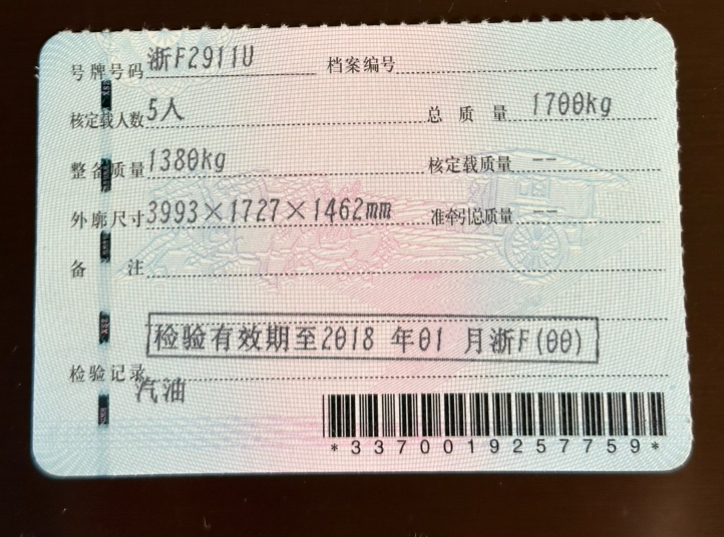 号牌号码 浙F2911U 档案编号
核定载人数 5人 总质量 1700kg
整备质量 1380kg 核定载质量 --
外廓尺寸 3993×1727×1462mm 准牵引总质量 --
备注
检验有效期至2018 年01 月浙F(00)
检验记录
汽油
*3370019257759*